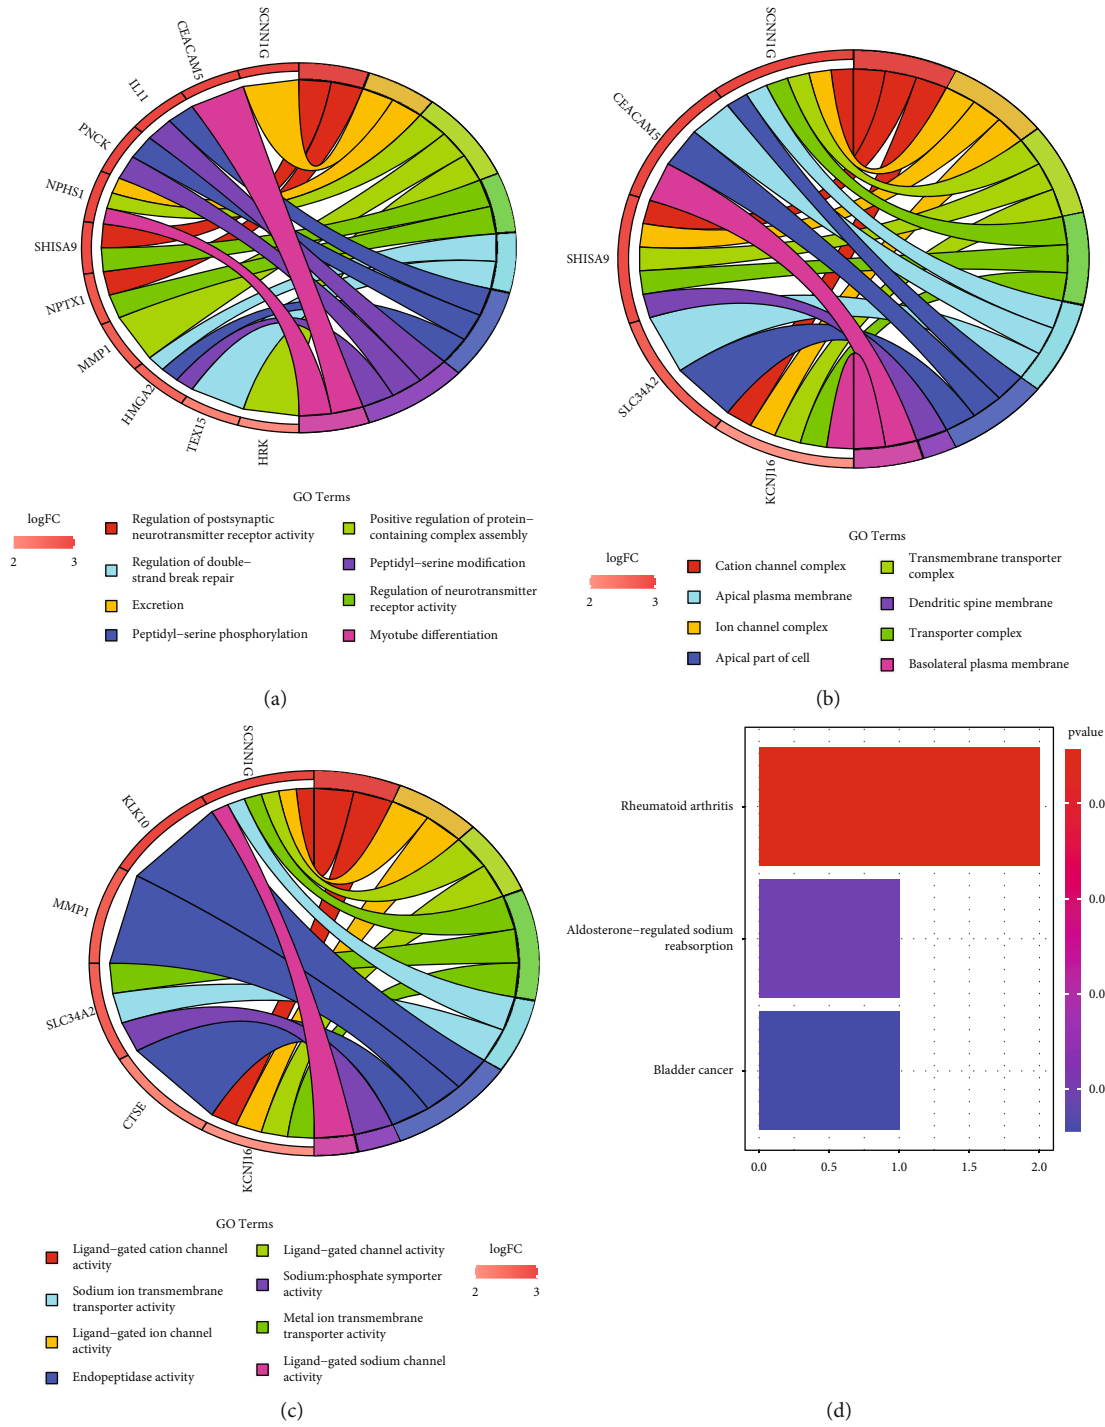 SCNN1G
CEACAM5
IL11
PNCK
NPHS1
SHISA9
NPTX1
MMP1
HMGA2
TEX15
HRK
GO Terms
logFC
2 3
Regulation of postsynaptic
neurotransmitter receptor activity
Regulation of double−
strand break repair
Excretion
Peptidyl−serine phosphorylation
Positive regulation of protein−
containing complex assembly
Peptidyl−serine modification
Regulation of neurotransmitter
receptor activity
Myotube differentiation
(a)
SCNN1G
CEACAM5
SHISA9
SLC34A2
KCNJ16
GO Terms
logFC
2 3
Cation channel complex
Apical plasma membrane
Ion channel complex
Apical part of cell
Transmembrane transporter
complex
Dendritic spine membrane
Transporter complex
Basolateral plasma membrane
(b)
SCNN1G
KLK10
MMP1
SLC34A2
CTSE
KCNJ16
GO Terms
Ligand−gated cation channel
activity
Sodium ion transmembrane
transporter activity
Ligand−gated ion channel
activity
Endopeptidase activity
Ligand−gated channel activity
Sodium:phosphate symporter
activity
Metal ion transmembrane
transporter activity
Ligand−gated sodium channel
activity
logFC
2 3
(c)
Rheumatoid arthritis
Aldosterone−regulated sodium
reabsorption
Bladder cancer
0.0 0.5 1.0 1.5 2.0
pvalue
0.0
0.0
0.0
0.0
(d)